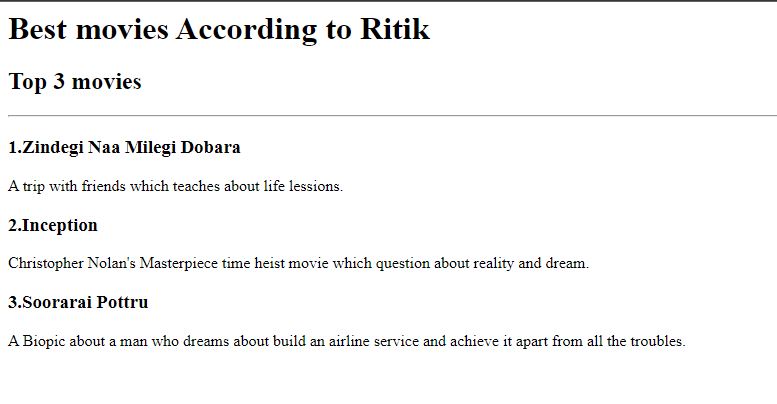 Best movies According to Ritik
Top 3 movies
1.Zindegi Naa Milegi Dobara
A trip with friends which teaches about life lessions.
2.Inception
Christopher Nolan's Masterpiece time heist movie which question about reality and dream.
3.Soorarai Pottru
A Biopic about a man who dreams about build an airline service and achieve it apart from all the troubles.